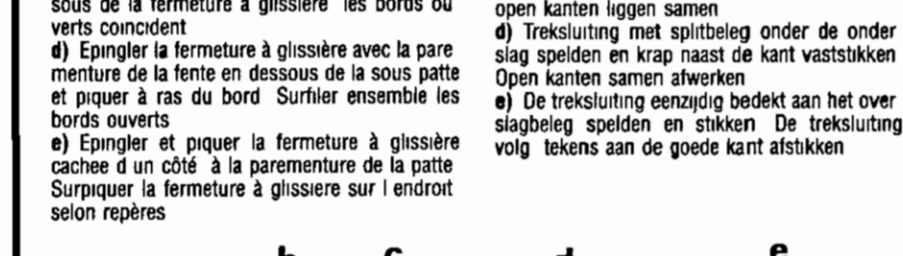 sous de la fermeture à glissière les bords ou
verts coincident
d) Epingler la fermeture à glissière avec la pare
menture de la fente en dessous de la sous patte
et piquer à ras du bord Surfiler ensemble les
bords ouverts
e) Epingler et piquer la fermeture à glissière
cachee d un côté à la parementure de la patte
Surpiquer la fermeture à glissiere sur l endroit
selon repères
open kanten liggen samen
d) Treksluiting met splitbeleg onder de onder
slag spelden en krap naast de kant vaststikken
Open kanten samen afwerken
e) De treksluiting eenzijdig bedekt aan het over
slagbeleg spelden en stikken De treksluiting
volg tekens aan de goede kant afstikken
b c d e